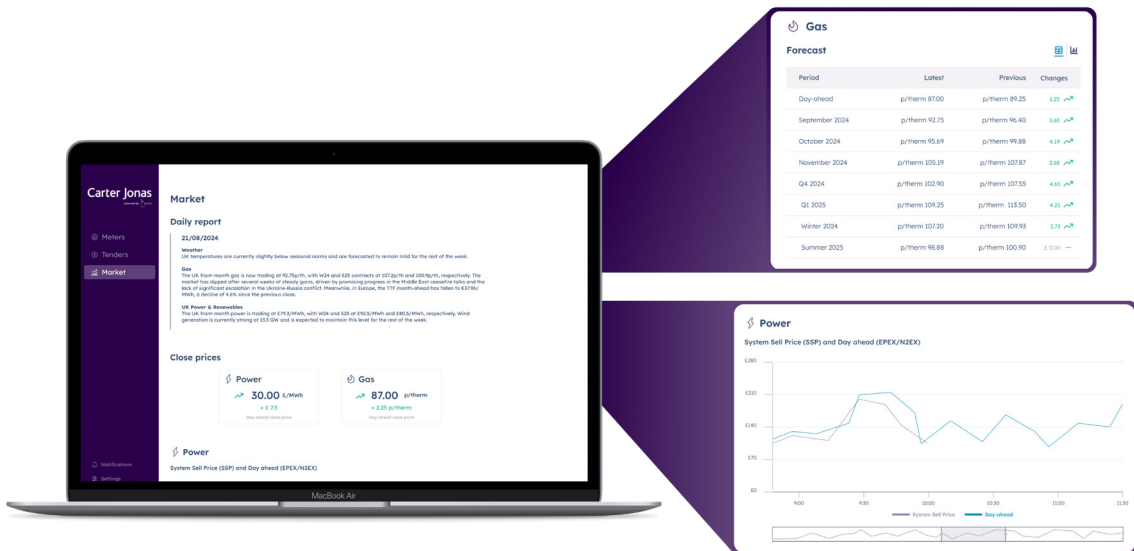 Carter Jonas
powered by
Meters
Tenders
Market
Notifications
Settings
Market
Daily report
21/08/2024
Weather
UK temperatures are currently slightly below seasonal norms and are forecasted to remain mild for the rest of the week.
Gas
The UK front-month gas is now trading at 92.75p/th, with W24 and S25 contracts at 107.2p/th and 100.9p/th, respectively. The
market has dipped after several weeks of steady gains, driven by promising progress in the Middle East ceasefire talks and the
lack of significant escalation in the Ukraine-Russia conflict. Meanwhile, in Europe, the TTF month-ahead has fallen to €37.96/
MWh, a decline of 4.6% since the previous close.
UK Power & Renewables
The UK front-month power is trading at £79.3/MWh, with W24 and S25 at £92.5/MWh and £80.5/MWh, respectively. Wind
generation is currently strong at 13.3 GW and is expected to maintain this level for the rest of the week.
Close prices
Power
30.00 £/MWh
+ £ 7.5
Day ahead close price
Gas
87.00 p/therm
+ 2.25 p/therm
Day ahead close price
Power
System Sell Price (SSP) and Day ahead (EPEX/N2EX)
MacBook Air
Gas
Forecast
Period Latest Previous Changes
Day-ahead p/therm 87.00 p/therm 89.25 2.25
September 2024 p/therm 92.75 p/therm 96.40 3.65
October 2024 p/therm 95.69 p/therm 99.88 4.19
November 2024 p/therm 105.19 p/therm 107.87 2.68
Q4 2024 p/therm 102.90 p/therm 107.55 4.65
Q1 2025 p/therm 109.25 p/therm 113.50 4.25
Winter 2024 p/therm 107.20 p/therm 109.93 2.73
Summer 2025 p/therm 98.88 p/therm 100.90 £ 0.00 —
Power
System Sell Price (SSP) and Day ahead (EPEX/N2EX)
£280
£210
£140
£70
£0
9:00 9:30 10:00 10:30 11:00 11:30
System Sell Price Day-ahead